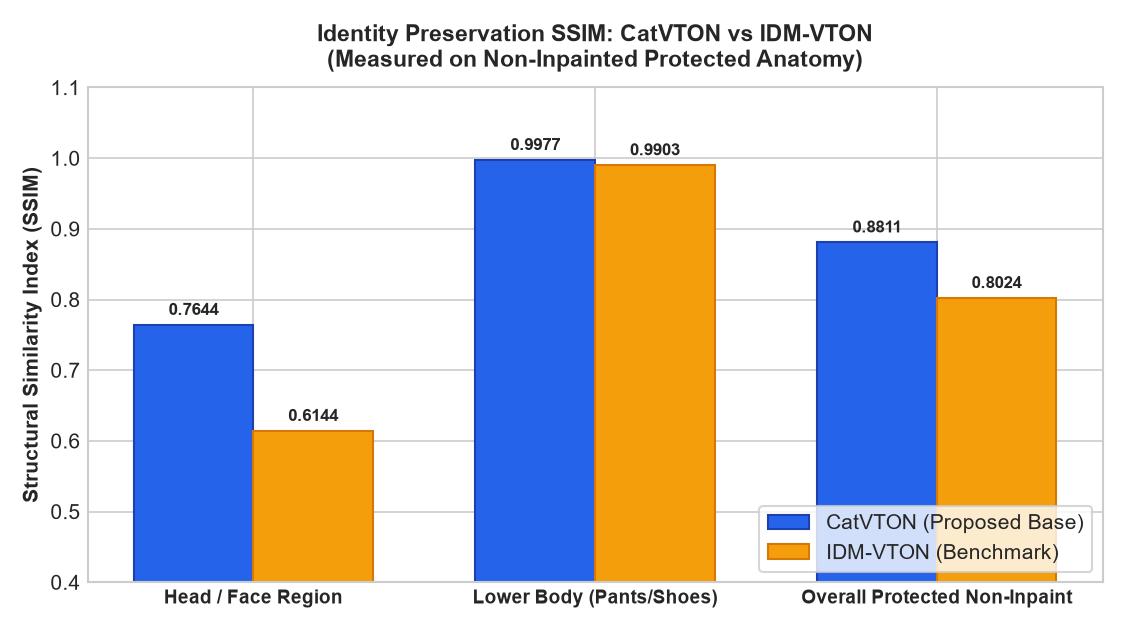 Identity Preservation SSIM: CatVTON vs IDM-VTON
(Measured on Non-Inpainted Protected Anatomy)
Structural Similarity Index (SSIM)
1.1
1.0
0.9
0.8
0.7
0.6
0.5
0.4
0.7644
0.6144
0.9977
0.9903
0.8811
0.8024
CatVTON (Proposed Base)
IDM-VTON (Benchmark)
Head / Face Region
Lower Body (Pants/Shoes)
Overall Protected Non-Inpaint